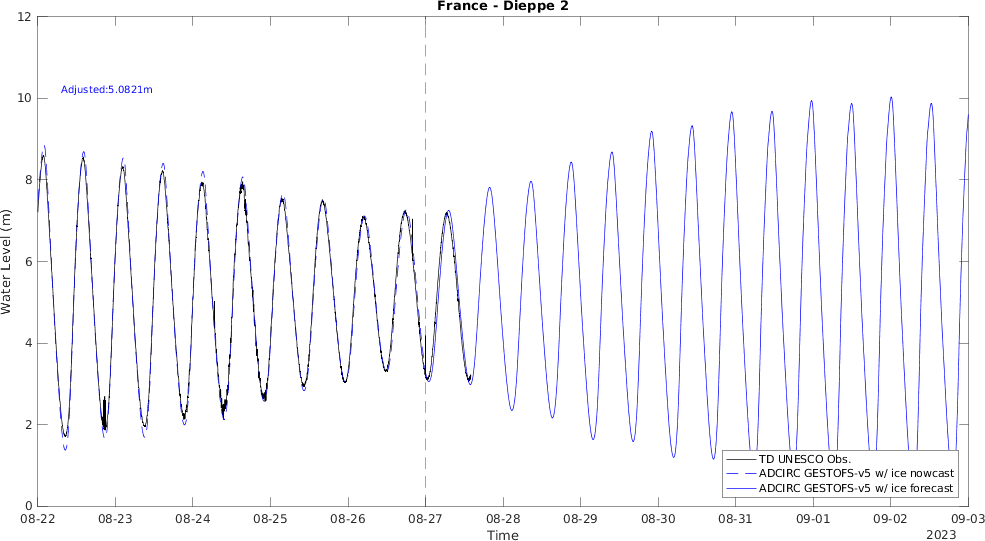 France - Dieppe 2
12
10
8
6
4
2
0
Water Level (m)
Adjusted:5.0821m
TD UNESCO Obs.
ADCIRC GESTOFS-v5 w/ ice nowcast
ADCIRC GESTOFS-v5 w/ ice forecast
08-22 08-23 08-24 08-25 08-26 08-27 08-28 08-29 08-30 08-31 09-01 09-02 09-03
Time
2023